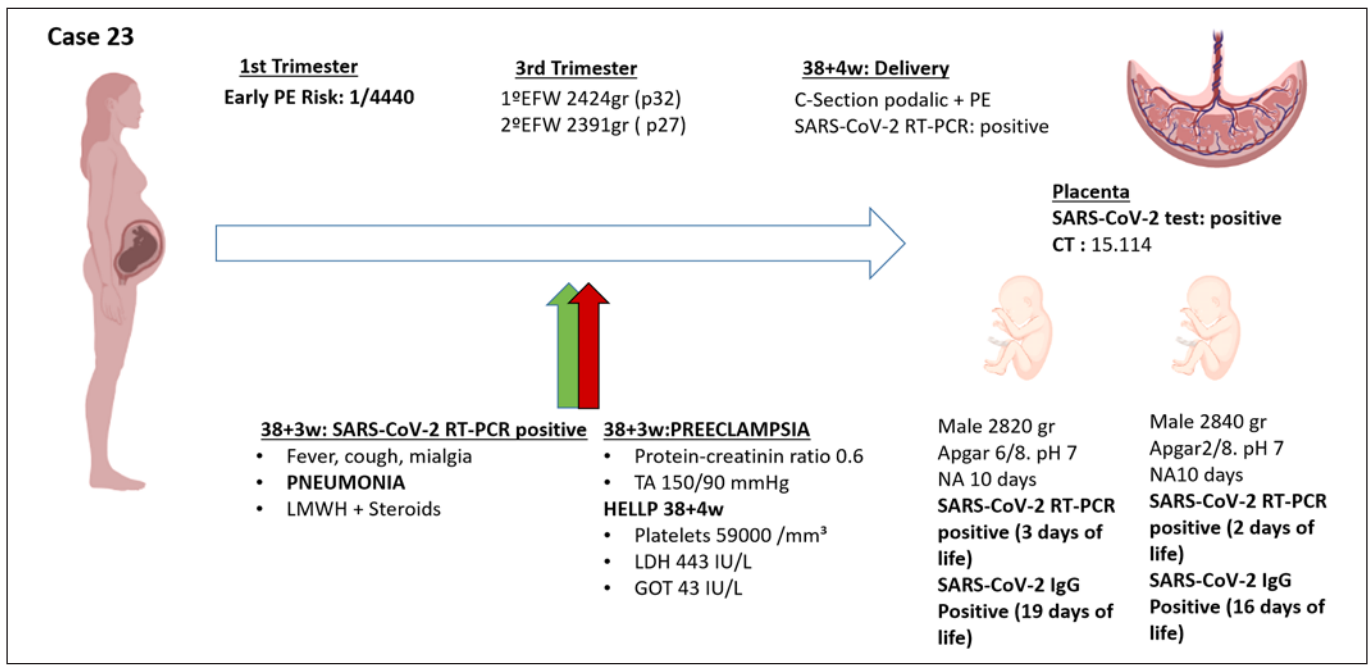 Case 23
1st Trimester
Early PE Risk: 1/4440
3rd Trimester
1ºEFW 2424gr (p32)
2ºEFW 2391gr ( p27)
38+4w: Delivery
C-Section podalic + PE
SARS-CoV-2 RT-PCR: positive
Placenta
SARS-CoV-2 test: positive
CT : 15.114
38+3w: SARS-CoV-2 RT-PCR positive
• Fever, cough, mialgia
• PNEUMONIA
• LMWH + Steroids
38+3w:PREECLAMPSIA
• Protein-creatinin ratio 0.6
• TA 150/90 mmHg
HELLP 38+4w
• Platelets 59000 /mm³
• LDH 443 IU/L
• GOT 43 IU/L
Male 2820 gr
Apgar 6/8. pH 7
NA 10 days
SARS-CoV-2 RT-PCR
positive (3 days of
life)
SARS-CoV-2 IgG
Positive (19 days of
life)
Male 2840 gr
Apgar2/8. pH 7
NA10 days
SARS-CoV-2 RT-PCR
positive (2 days of
life)
SARS-CoV-2 IgG
Positive (16 days of
life)